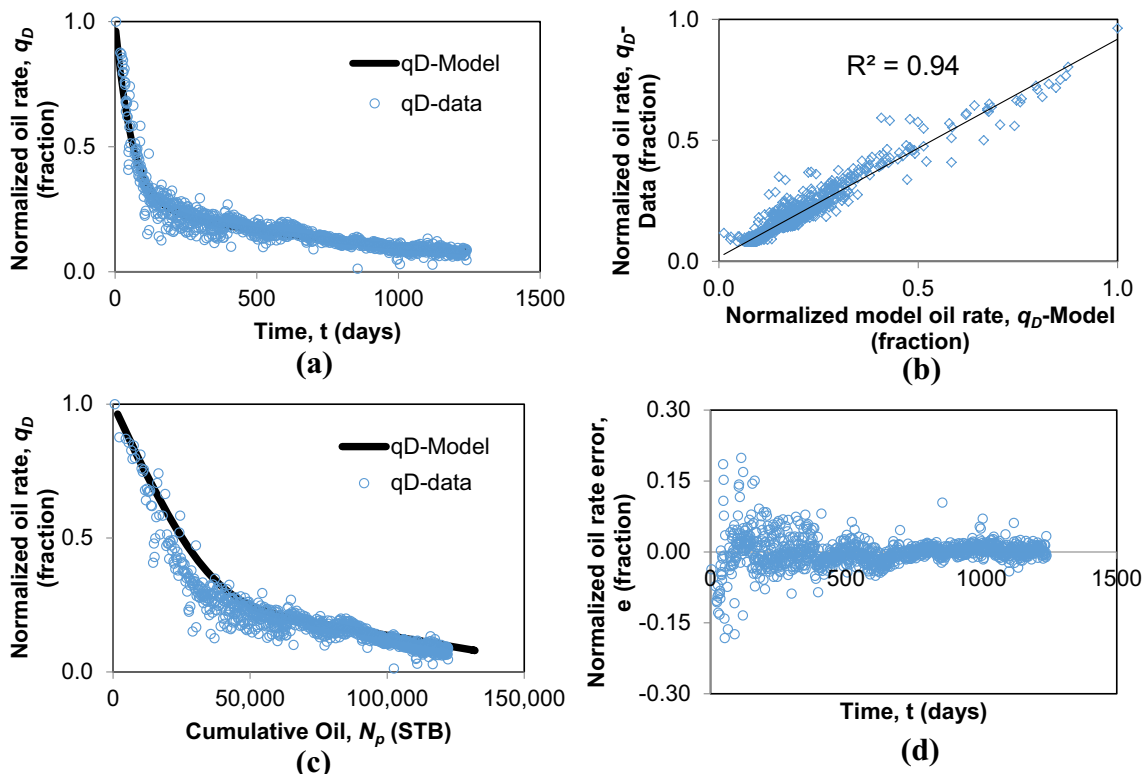 (a)
1.0
0.5
0.0
Normalized oil rate, qD
(fraction)
qD-Model
qD-data
0
500
1000
1500
Time, t (days)
(b)
1.0
0.5
0.0
Normalized oil rate, qD-
Data (fraction)
R² = 0.94
0.0
0.5
1.0
Normalized model oil rate, qD-Model
(fraction)
(c)
1.0
0.5
0.0
Normalized oil rate, qD
(fraction)
qD-Model
qD-data
0
50,000
100,000
150,000
Cumulative Oil, Np (STB)
(d)
0.30
0.15
0.00
-0.15
-0.30
Normalized oil rate error,
e (fraction)
0
500
1000
1500
Time, t (days)